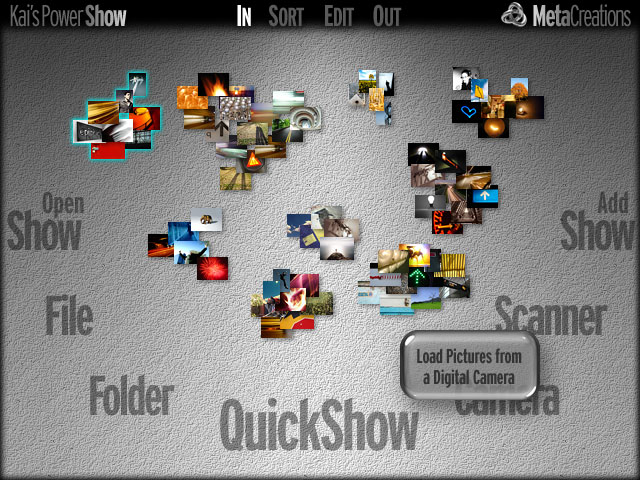 Kai's Power Show
IN SORT EDIT OUT
MetaCreations
Open
Show
Add
Show
File
Scanner
Load Pictures from
a Digital Camera
Folder
Camera
QuickShow